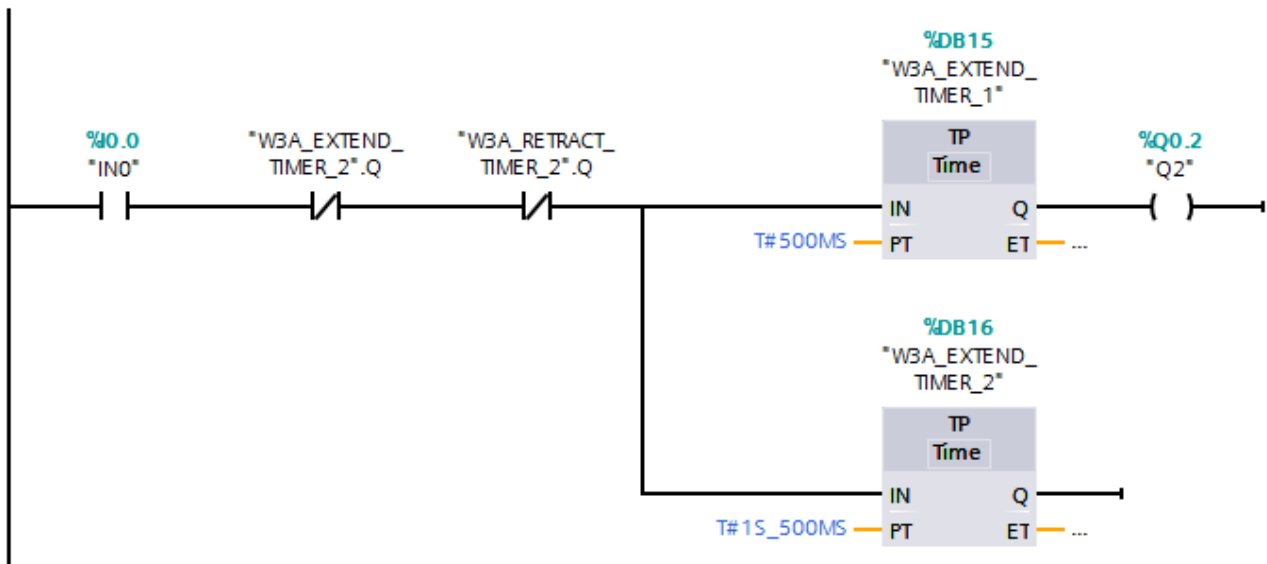 %DB15
"W3A_EXTEND_
TIMER_1"
%I0.0
"IN0"
"W3A_EXTEND_
TIMER_2".Q
"W3A_RETRACT_
TIMER_2".Q
TP
Time
%Q0.2
"Q2"
IN Q
T#500MS PT ET ...
%DB16
"W3A_EXTEND_
TIMER_2"
TP
Time
IN Q
T#1S_500MS PT ET ...